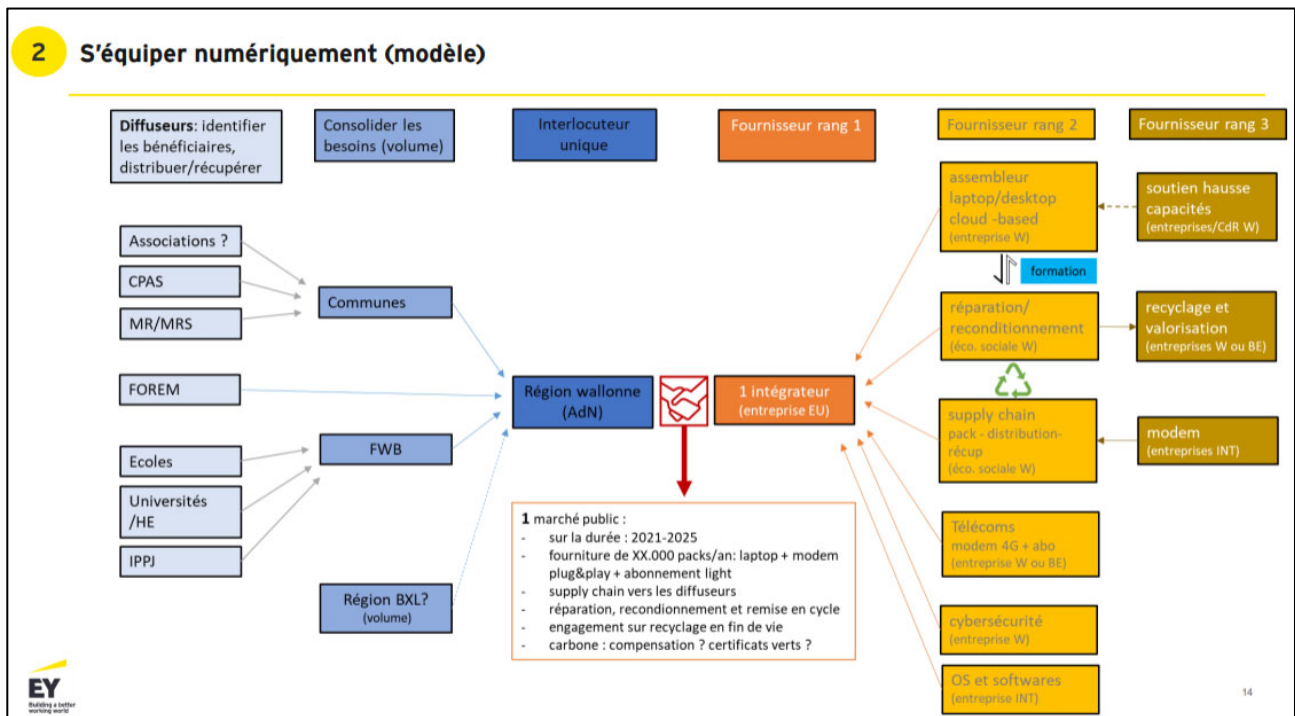 2
S'équiper numériquement (modèle)
Diffuseurs: identifier
les bénéficiaires,
distribuer/récupérer
Consolider les
besoins (volume)
Interlocuteur
unique
Fournisseur rang 1
Fournisseur rang 2
Fournisseur rang 3
Associations ?
CPAS
MR/MRS
FOREM
Ecoles
Universités
/HE
IPPJ
Communes
FWB
Région BXL?
(volume)
Région wallonne
(AdN)
1 intégrateur
(entreprise EU)
1 marché public :
- sur la durée : 2021-2025
- fourniture de XX.000 packs/an: laptop + modem
plug&play + abonnement light
- supply chain vers les diffuseurs
- réparation, recondionnement et remise en cycle
- engagement sur recyclage en fin de vie
- carbone : compensation ? certificats verts ?
assembleur
laptop/desktop
cloud -based
(entreprise W)
formation
réparation/
reconditionnement
(éco. sociale W)
supply chain
pack - distribution-
récup
(éco. sociale W)
Télécoms
modem 4G + abo
(entreprise W ou BE)
cybersécurité
(entreprise W)
OS et softwares
(entreprise INT)
soutien hausse
capacités
(entreprises/CdR W)
recyclage et
valorisation
(entreprises W ou BE)
modem
(entreprises INT)
EY
Building a better
working world
14